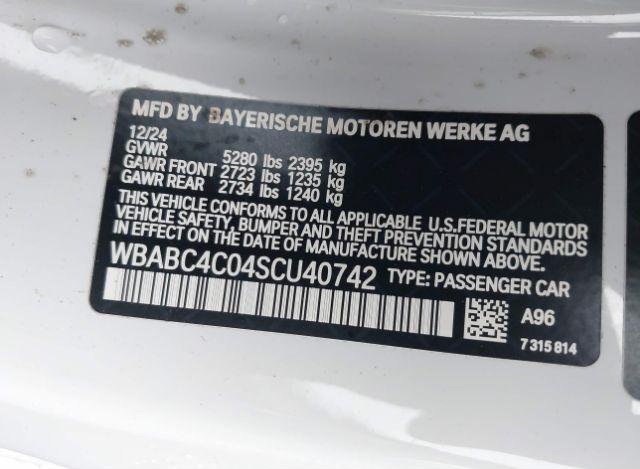 MFD BY BAYERISCHE MOTOREN WERKE AG
12/24
GVWR 5280 lbs 2395 kg
GAWR FRONT 2723 lbs 1235 kg
GAWR REAR 2734 lbs 1240 kg
THIS VEHICLE CONFORMS TO ALL APPLICABLE U.S.FEDERAL MOTOR
VEHICLE SAFETY, BUMPER AND THEFT PREVENTION STANDARDS
IN EFFECT ON THE DATE OF MANUFACTURE SHOWN ABOVE.
WBABC4C04SCU40742 TYPE: PASSENGER CAR
A96
7 315 814